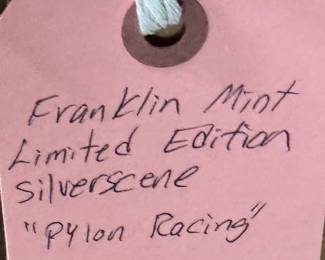 Franklin Mint
Limited Edition
Silverscene
"Pylon Racing"